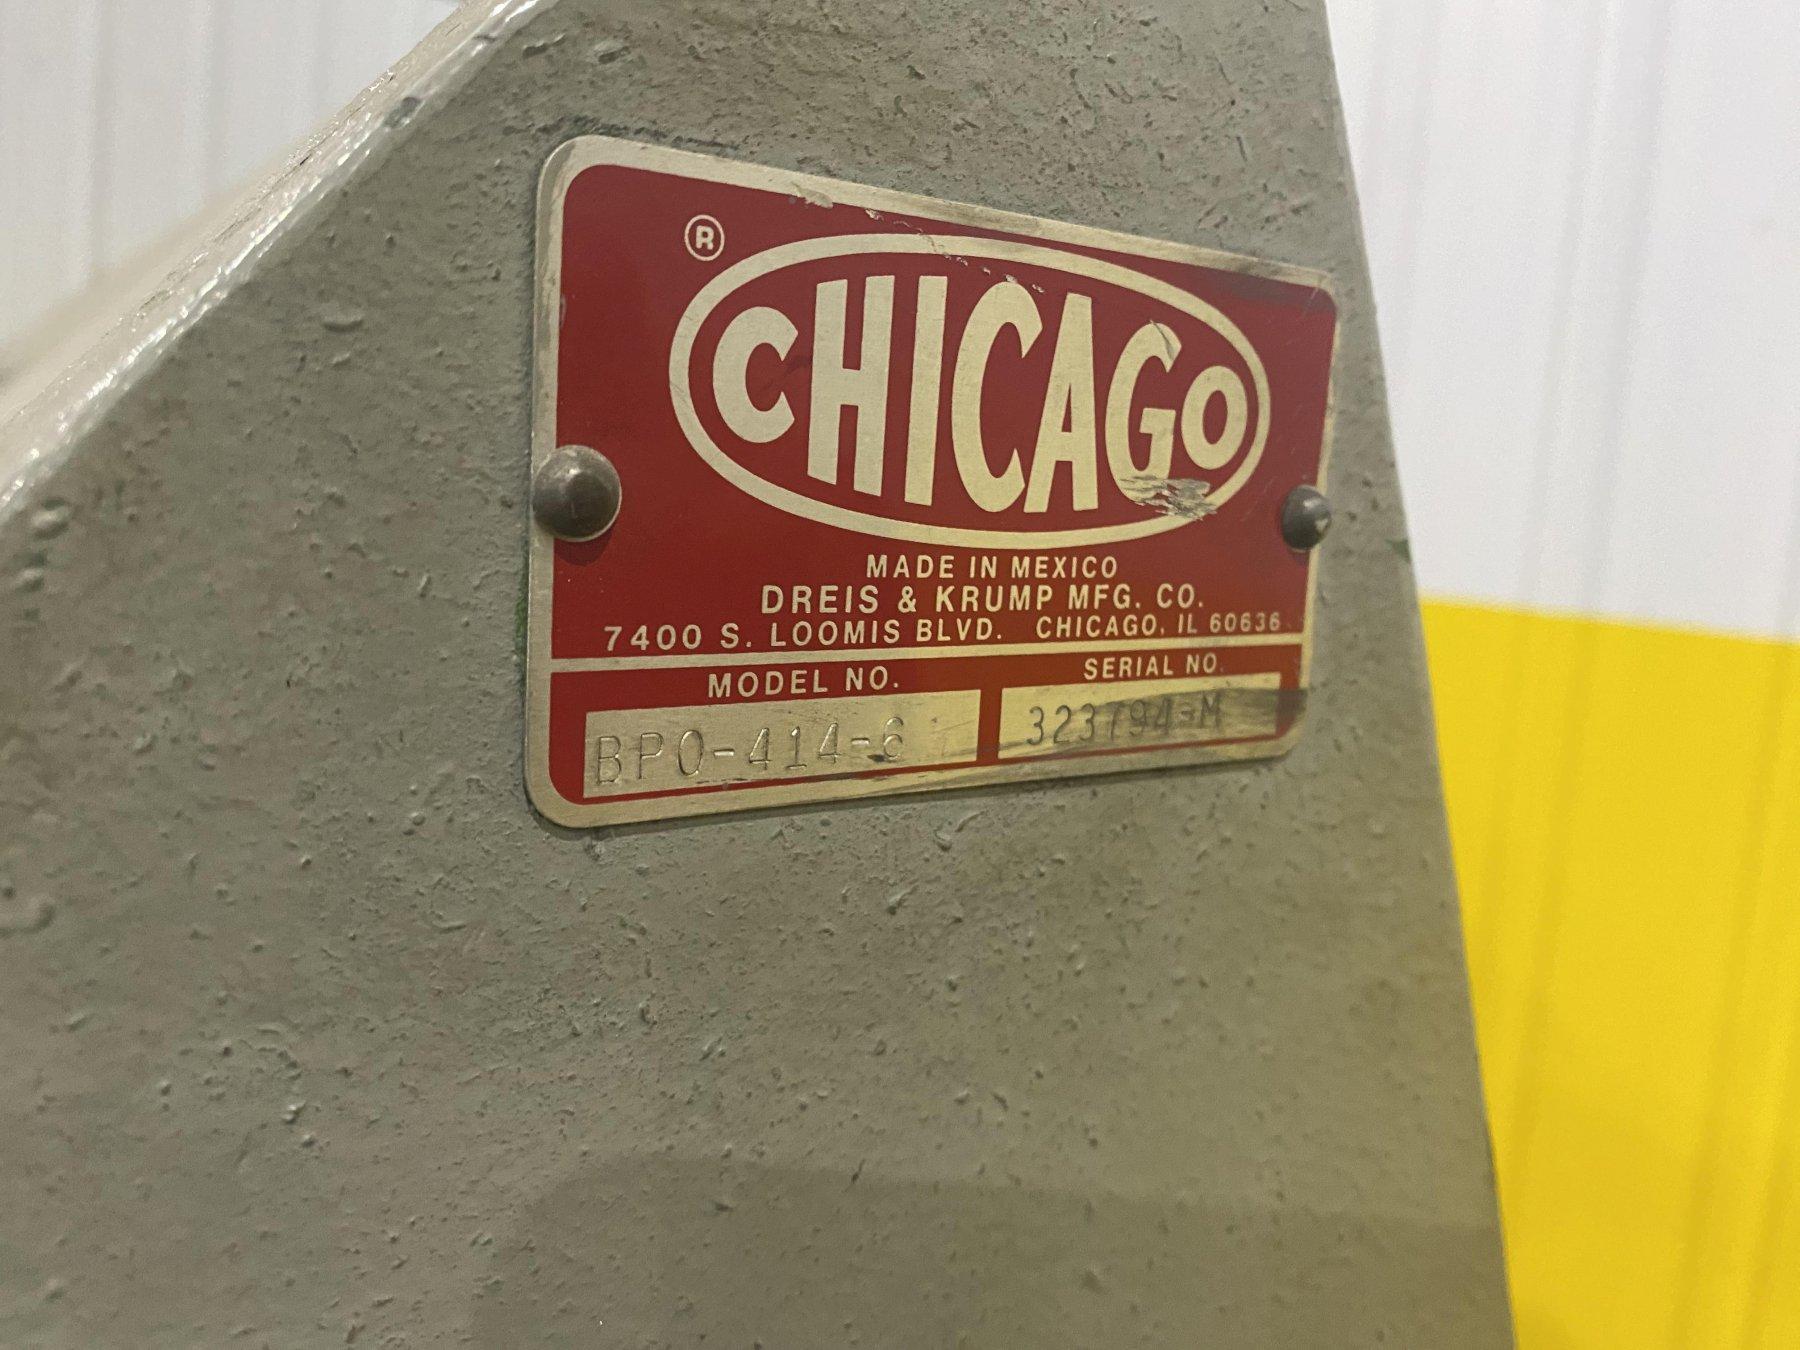 ®
CHICAGO
MADE IN MEXICO
DREIS & KRUMP MFG. CO.
7400 S. LOOMIS BLVD. CHICAGO, IL 60636
MODEL NO. SERIAL NO.
BPO-414-6 323794-M